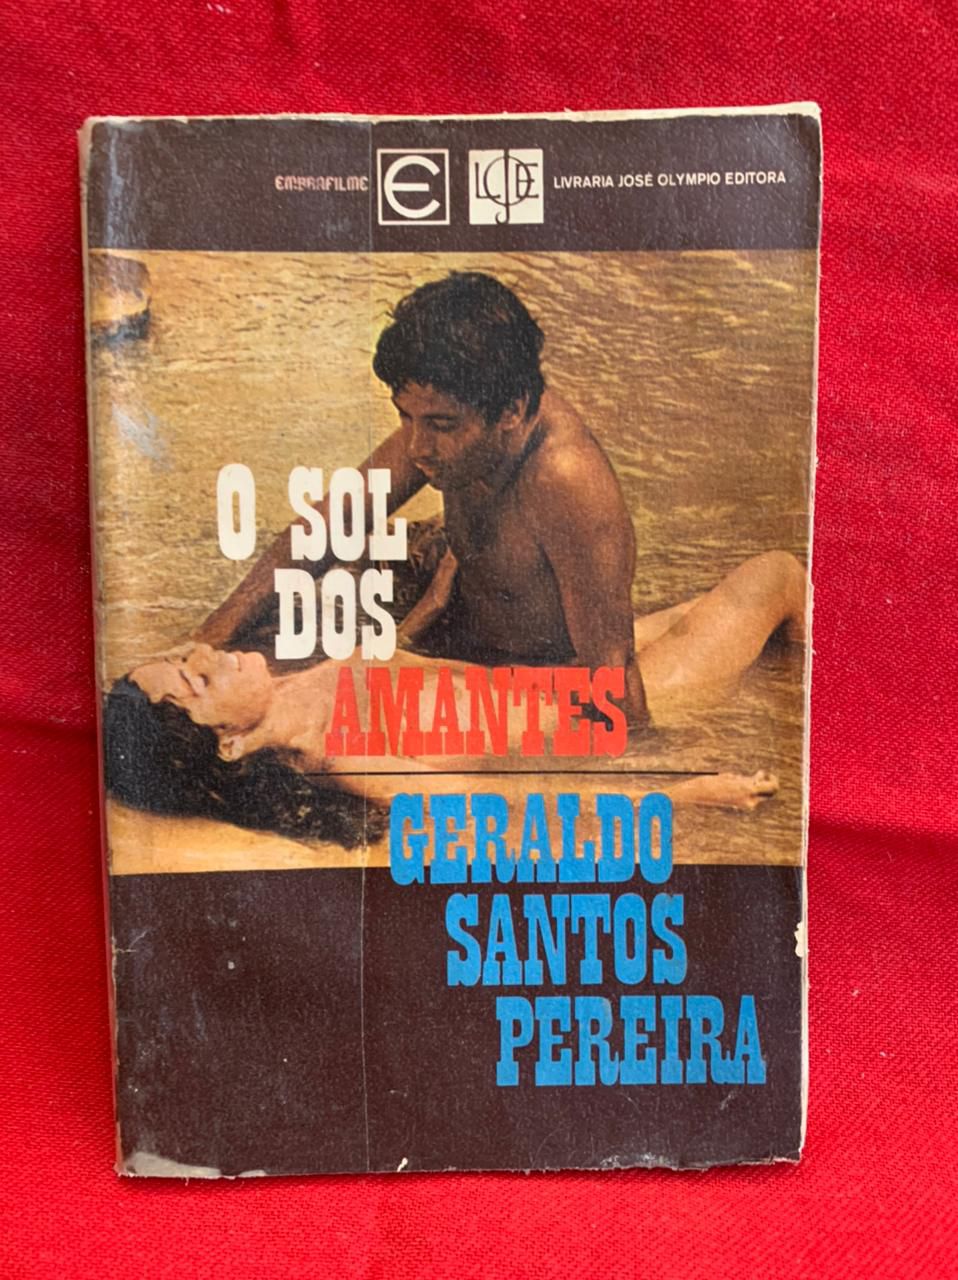 EMBRAFILME Є LJOE LIVRARIA JOSÉ OLYMPIO EDITORA
O SOL
DOS
AMANTES
GERALDO
SANTOS
PEREIRA